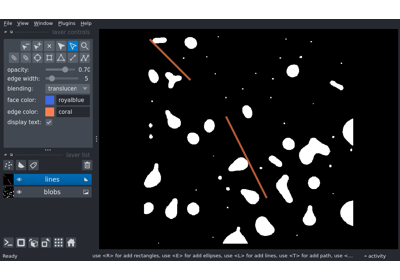 File View Window Plugins Help
layer controls
opacity: 0.70
edge width: 5
blending: translucen
face color: royalblue
edge color: coral
display text:
layer list
lines
blobs
Ready use <R> for add rectangles, use <E> for add ellipses, use <L> for add lines, use <T> for add path, use <... activity